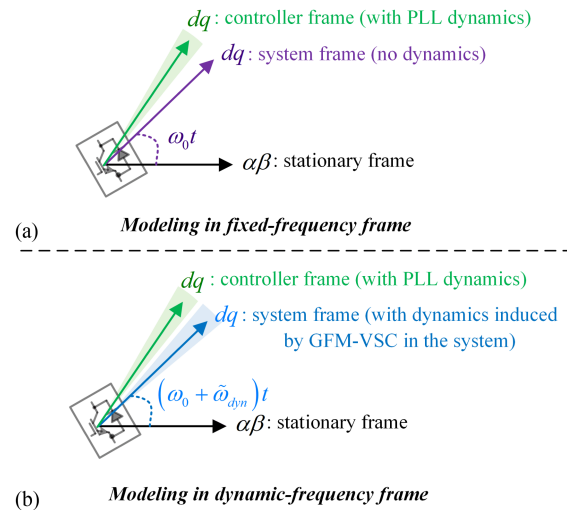 dq : controller frame (with PLL dynamics)
dq : system frame (no dynamics)
ω₀t
αβ : stationary frame
(a) Modeling in fixed-frequency frame
dq : controller frame (with PLL dynamics)
dq : system frame (with dynamics induced
by GFM-VSC in the system)
(ω₀ + ω̃_dyn) t
αβ : stationary frame
(b) Modeling in dynamic-frequency frame